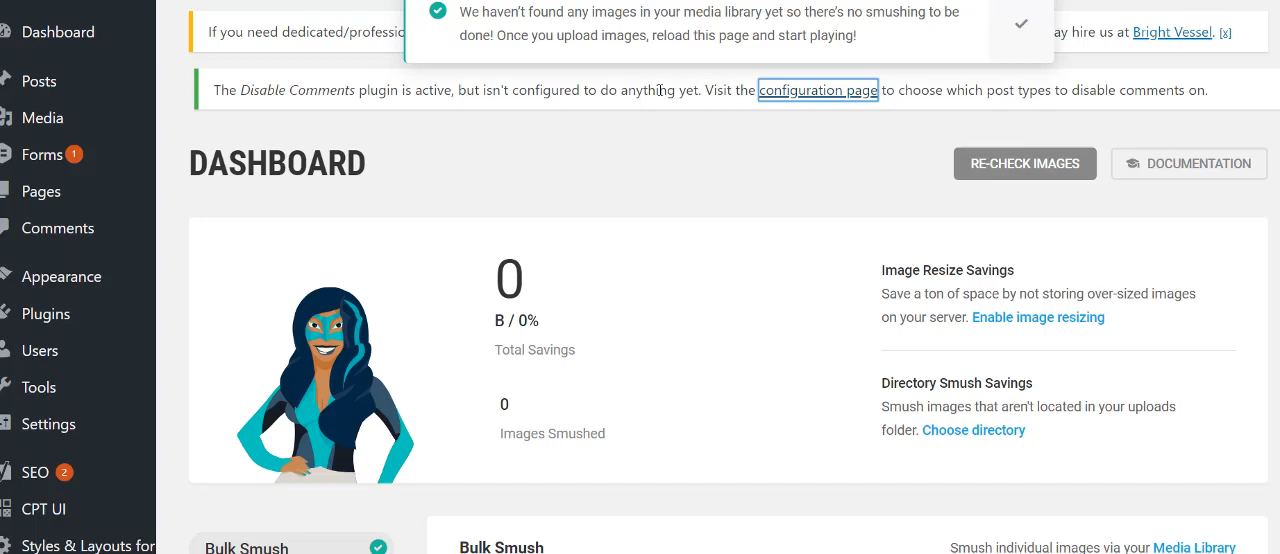 Dashboard
Posts
Media
Forms 1
Pages
Comments
Appearance
Plugins
Users
Tools
Settings
SEO 2
CPT UI
Styles & Layouts for
We haven’t found any images in your media library yet so there’s no smushing to be
done! Once you upload images, reload this page and start playing!
If you need dedicated/professio
ay hire us at Bright Vessel. [x]
The Disable Comments plugin is active, but isn't configured to do anything yet. Visit the configuration page to choose which post types to disable comments on.
DASHBOARD
RE-CHECK IMAGES
DOCUMENTATION
0
B / 0%
Total Savings
0
Images Smushed
Image Resize Savings
Save a ton of space by not storing over-sized images
on your server. Enable image resizing
Directory Smush Savings
Smush images that aren't located in your uploads
folder. Choose directory
Bulk Smush
Bulk Smush
Smush individual images via your Media Library